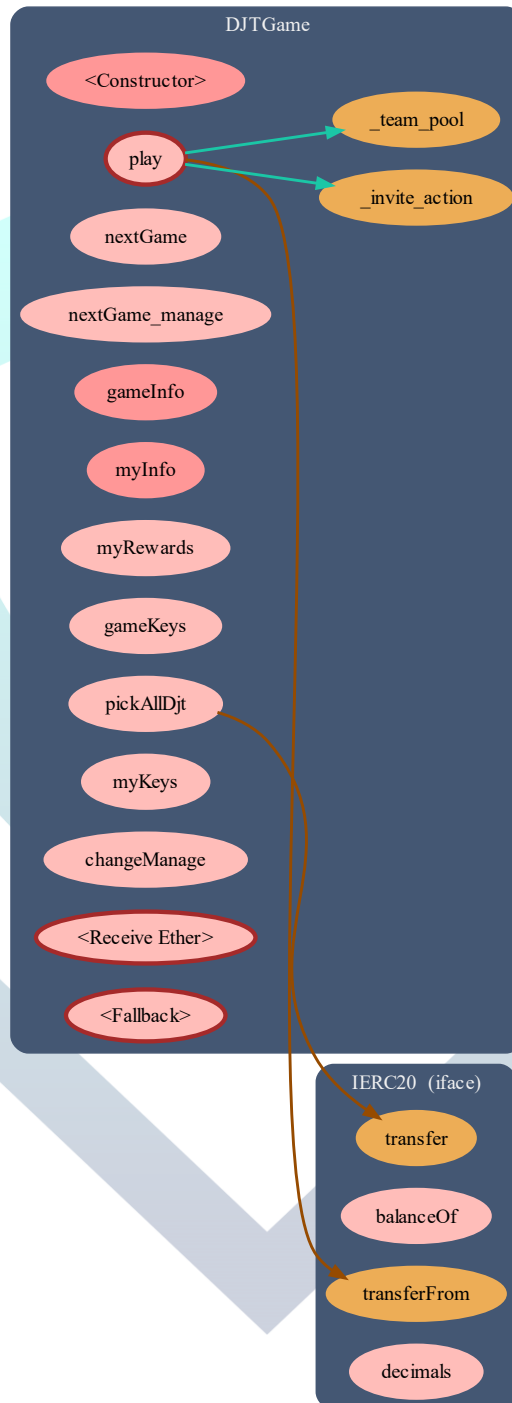 DJTGame
<Constructor>
_team_pool
play
_invite_action
nextGame
nextGame_manage
gameInfo
myInfo
myRewards
gameKeys
pickAllDjt
myKeys
changeManage
<Receive Ether>
<Fallback>
IERC20 (iface)
transfer
balanceOf
transferFrom
decimals